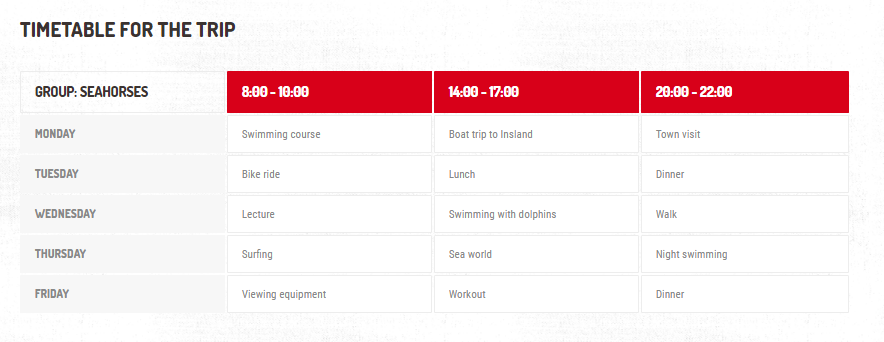 TIMETABLE FOR THE TRIP
GROUP: SEAHORSES 8:00 - 10:00 14:00 - 17:00 20:00 - 22:00
MONDAY Swimming course Boat trip to Insland Town visit
TUESDAY Bike ride Lunch Dinner
WEDNESDAY Lecture Swimming with dolphins Walk
THURSDAY Surfing Sea world Night swimming
FRIDAY Viewing equipment Workout Dinner